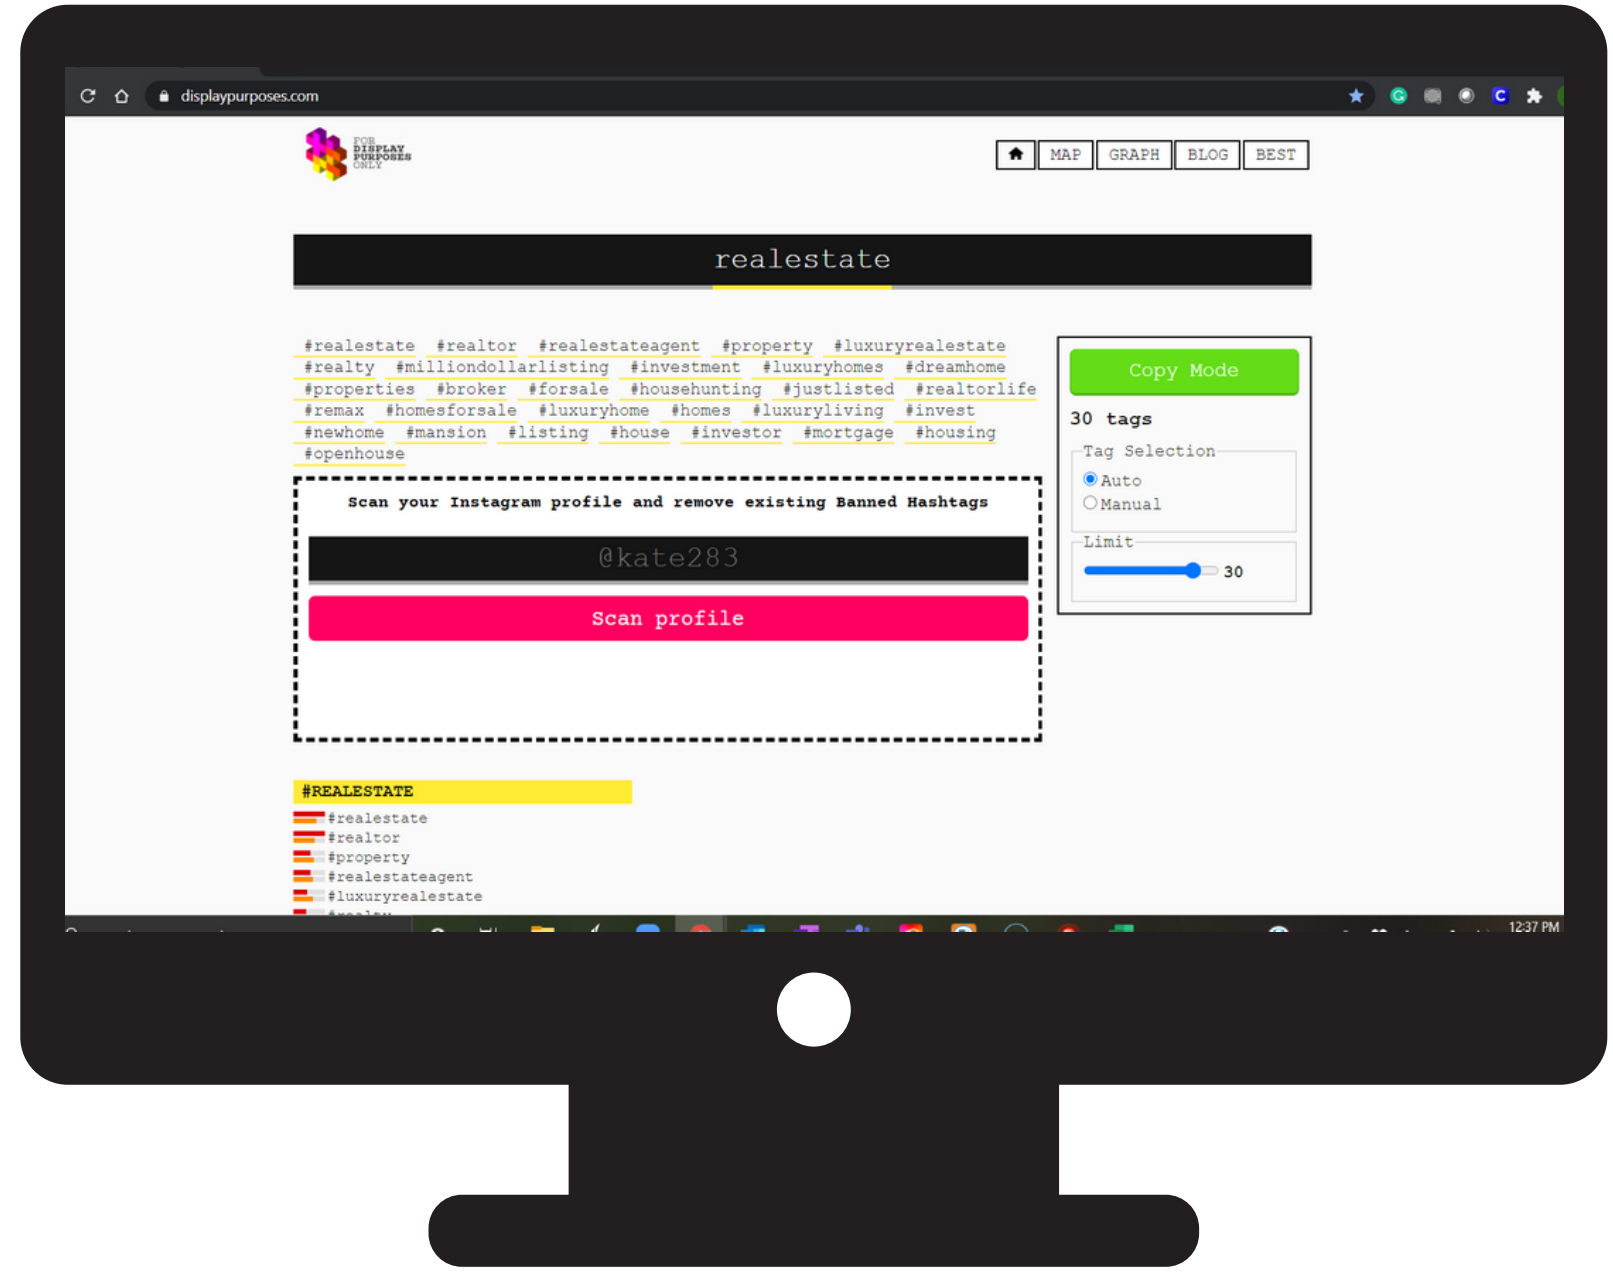 displaypurposes.com
FOR
DISPLAY
PURPOSES
ONLY
MAP GRAPH BLOG BEST
realestate
#realestate #realtor #realestateagent #property #luxuryrealestate
#realty #milliondollarlisting #investment #luxuryhomes #dreamhome
#properties #broker #forsale #househunting #justlisted #realtorlife
#remax #homesforsale #luxuryhome #homes #luxuryliving #invest
#newhome #mansion #listing #house #investor #mortgage #housing
#openhouse
Copy Mode
30 tags
Tag Selection
Auto
Manual
Limit
30
Scan your Instagram profile and remove existing Banned Hashtags
@kate283
Scan profile
#REALESTATE
#realestate
#realtor
#property
#realestateagent
#luxuryrealestate
#realty
12:37 PM